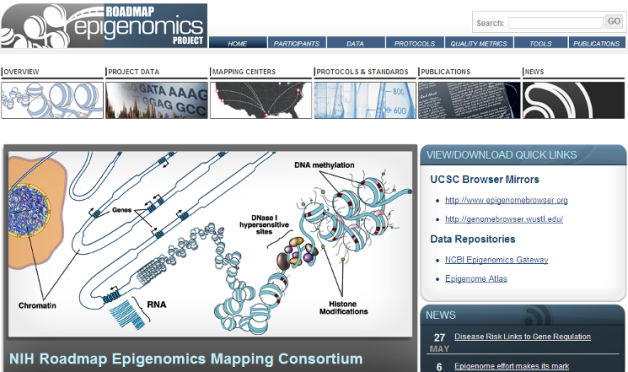 ROADMAP
epigenomics
PROJECT
Search:
GO
HOME
PARTICIPANTS
DATA
PROTOCOLS
QUALITY METRICS
TOOLS
PUBLICATIONS
OVERVIEW
PROJECT DATA
MAPPING CENTERS
PROTOCOLS & STANDARDS
PUBLICATIONS
NEWS
GATA AAAG
GAG GCC
800
600
DNA methylation
Genes
DNase I
hypersensitive
sites
Chromatin
RNA
Histone
Modifications
NIH Roadmap Epigenomics Mapping Consortium
VIEW/DOWNLOAD QUICK LINKS
UCSC Browser Mirrors
http://www.epigenomebrowser.org
http://genomebrowser.wustl.edu/
Data Repositories
NCBI Epigenomics Gateway
Epigenome Atlas
NEWS
27 Disease Risk Links to Gene Regulation
MAY
6 Epigenome effort makes its mark